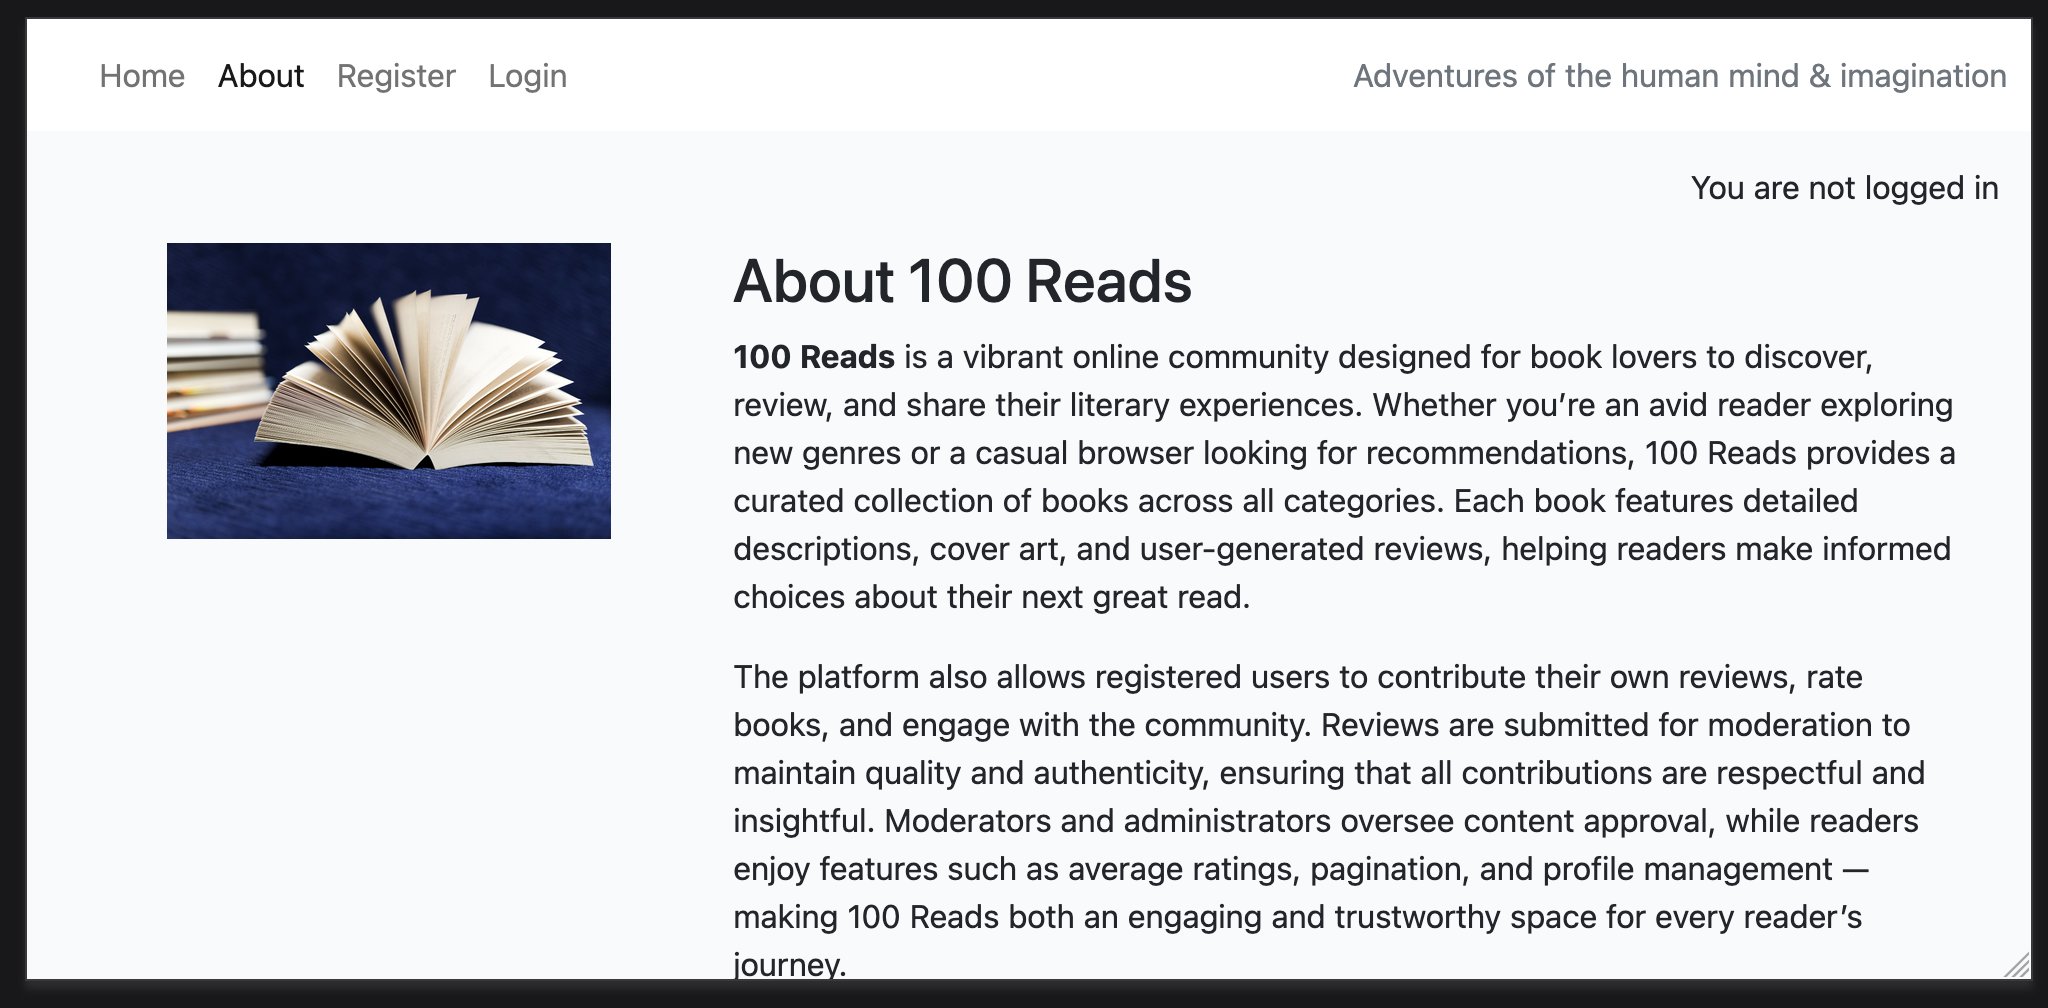 Home About Register Login
Adventures of the human mind & imagination
You are not logged in
About 100 Reads
100 Reads is a vibrant online community designed for book lovers to discover,
review, and share their literary experiences. Whether you’re an avid reader exploring
new genres or a casual browser looking for recommendations, 100 Reads provides a
curated collection of books across all categories. Each book features detailed
descriptions, cover art, and user-generated reviews, helping readers make informed
choices about their next great read.
The platform also allows registered users to contribute their own reviews, rate
books, and engage with the community. Reviews are submitted for moderation to
maintain quality and authenticity, ensuring that all contributions are respectful and
insightful. Moderators and administrators oversee content approval, while readers
enjoy features such as average ratings, pagination, and profile management —
making 100 Reads both an engaging and trustworthy space for every reader’s
journey.